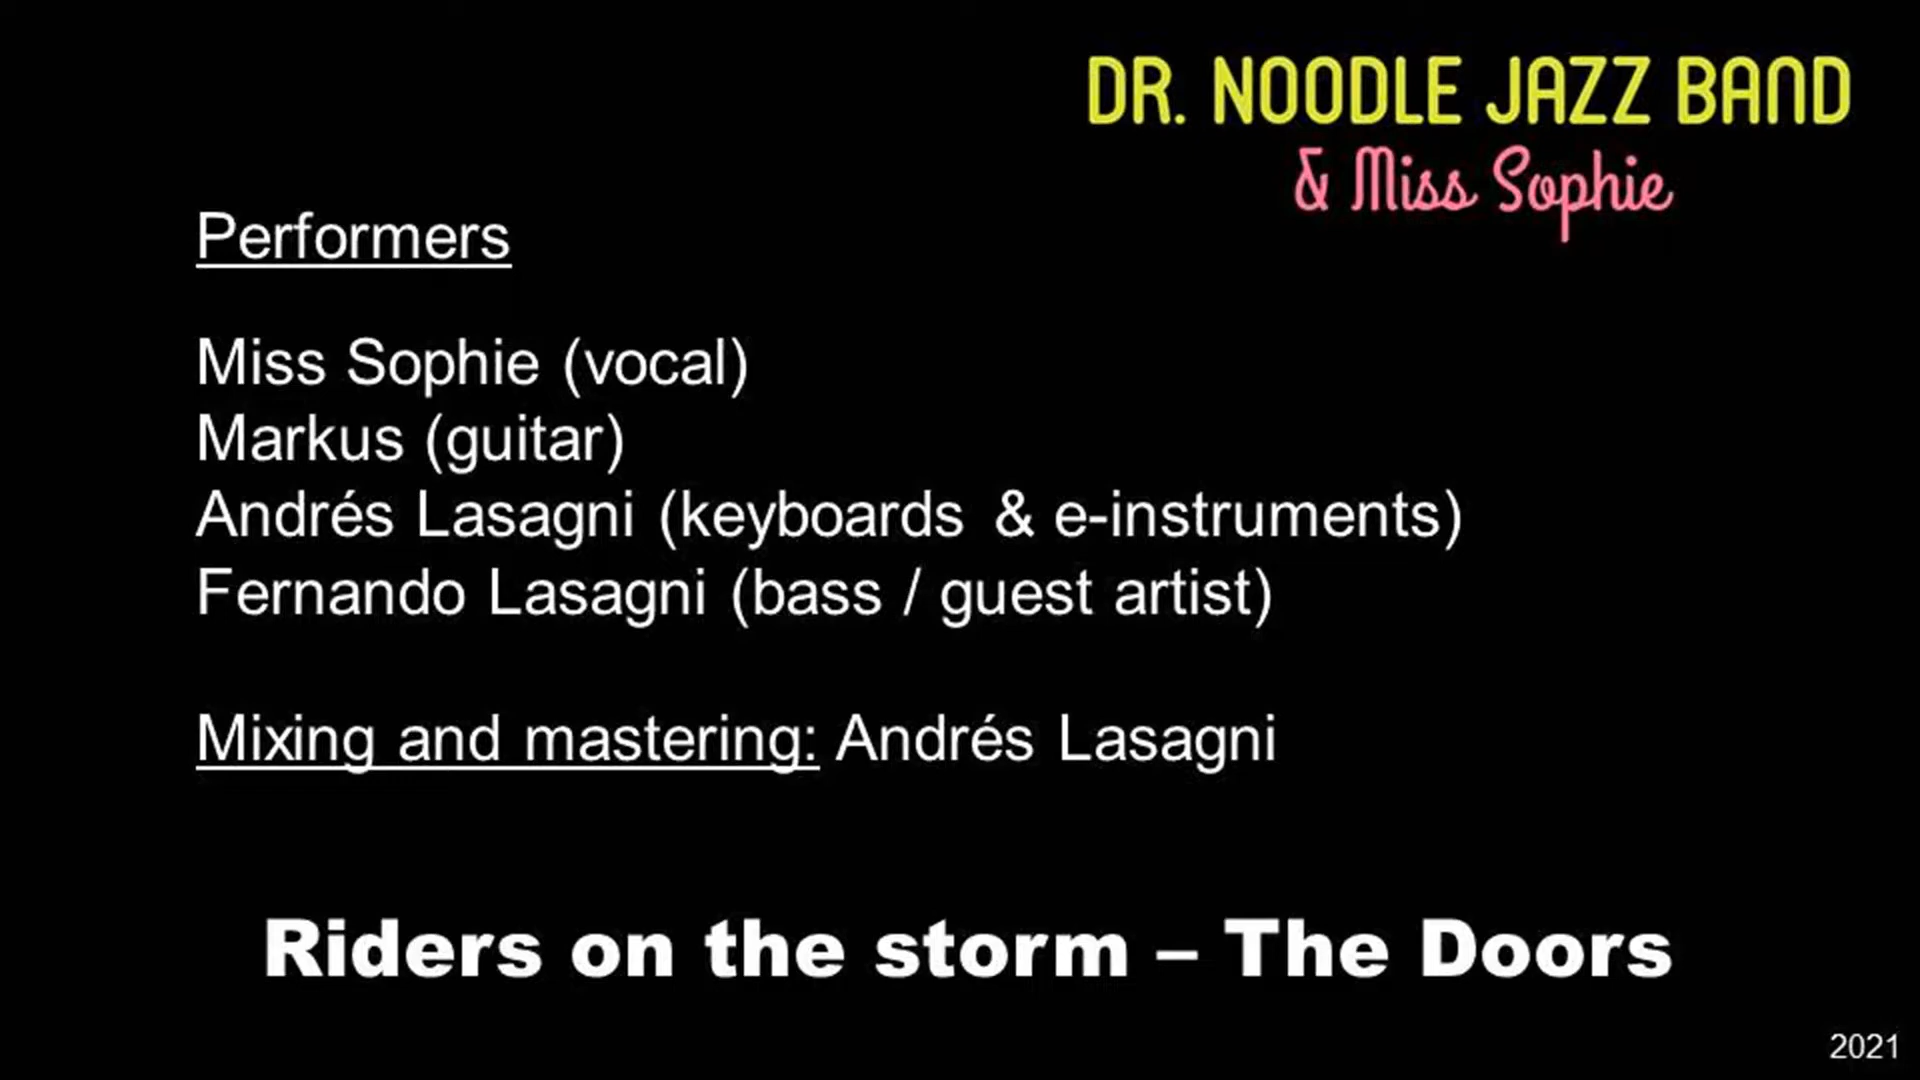 DR. NOODLE JAZZ BAND
& Miss Sophie
Performers
Miss Sophie (vocal)
Markus (guitar)
Andrés Lasagni (keyboards & e-instruments)
Fernando Lasagni (bass / guest artist)
Mixing and mastering: Andrés Lasagni
Riders on the storm – The Doors
2021